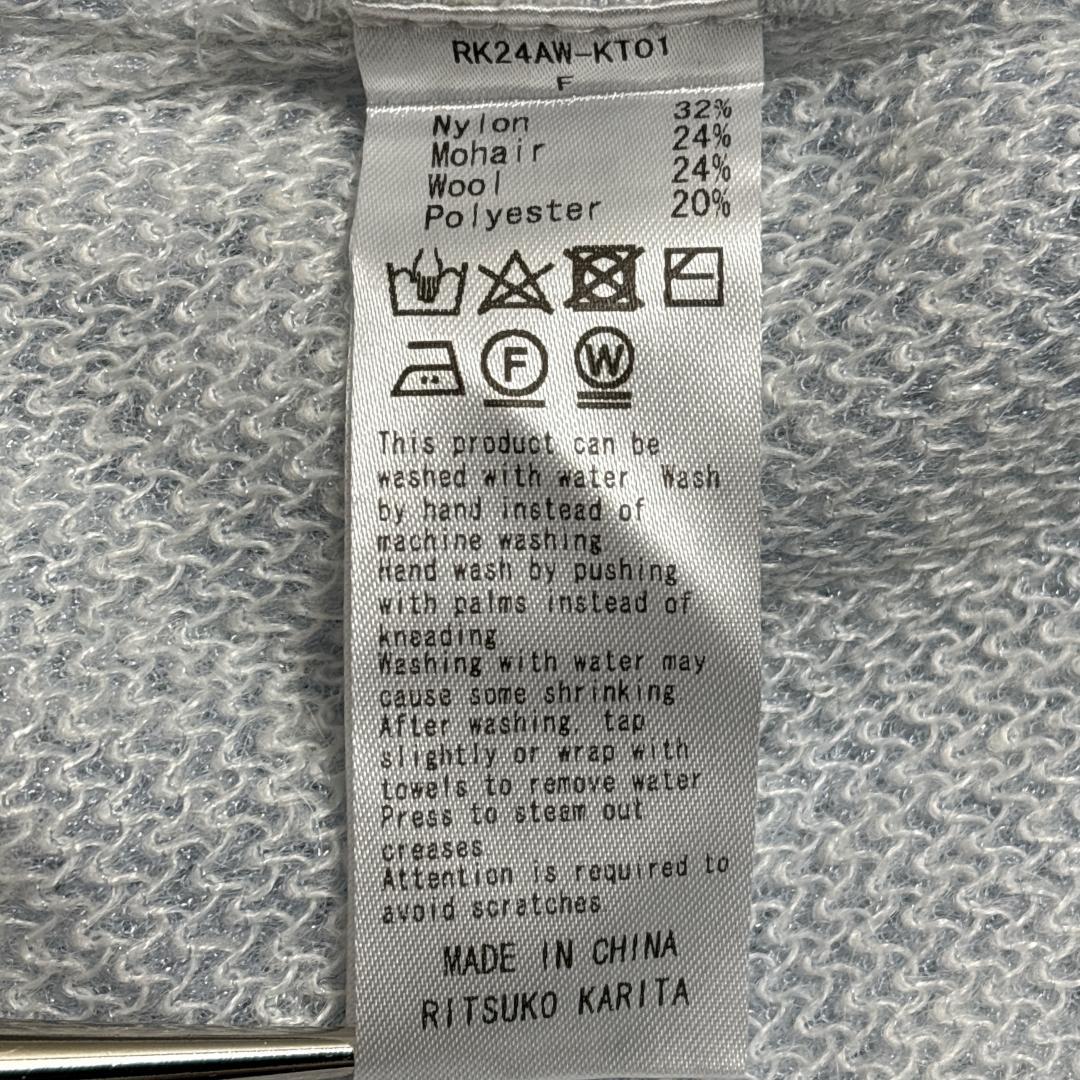 RK24AW-KT01
F
Nylon 32%
Mohair 24%
Wool 24%
Polyester 20%
F W
This product can be
washed with water Wash
by hand instead of
machine washing
Hand wash by pushing
with palms instead of
kneading
Washing with water may
cause some shrinking
After washing, tap
slightly or wrap with
towels to remove water
Press to steam out
creases
Attention is required to
avoid scratches
MADE IN CHINA
RITSUKO KARITA